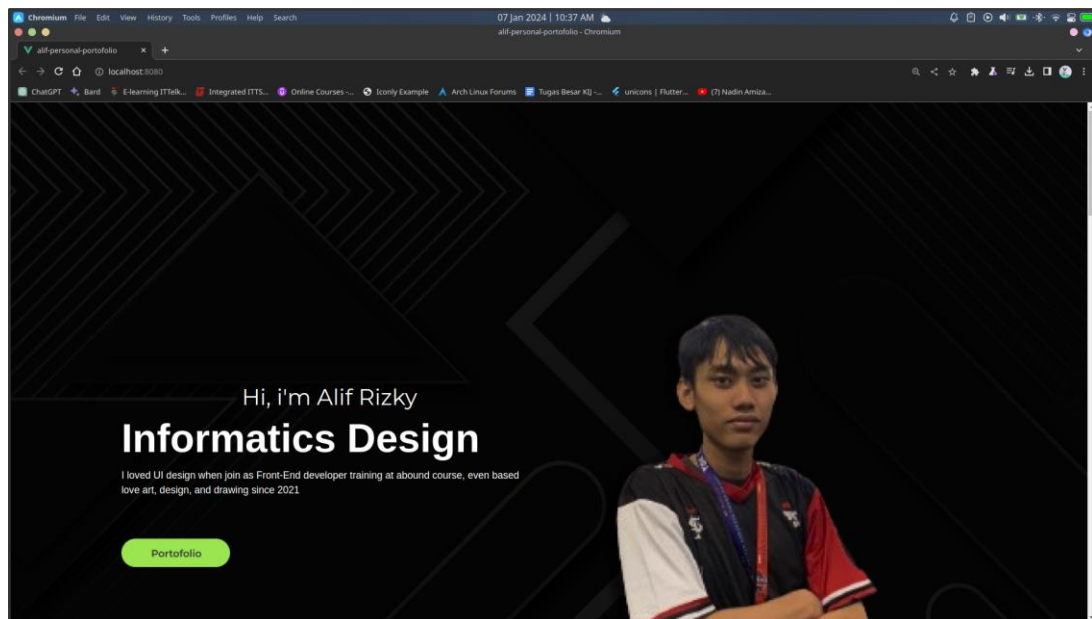 Chromium File Edit View History Tools Profiles Help Search 07 Jan 2024 | 10:37 AM
alif-personal-portofolio - Chromium
alif-personal-portofolio
localhost:8080
ChatGPT Bard E-learning ITTelk... Integrated ITTS... Online Courses -... Iconly Example Arch Linux Forums Tugas Besar KIJ -... unicons | Flutter... (?) Nadin Amiza...
Hi, i'm Alif Rizky
Informatics Design
I loved UI design when join as Front-End developer training at abound course, even based
love art, design, and drawing since 2021
Portofolio